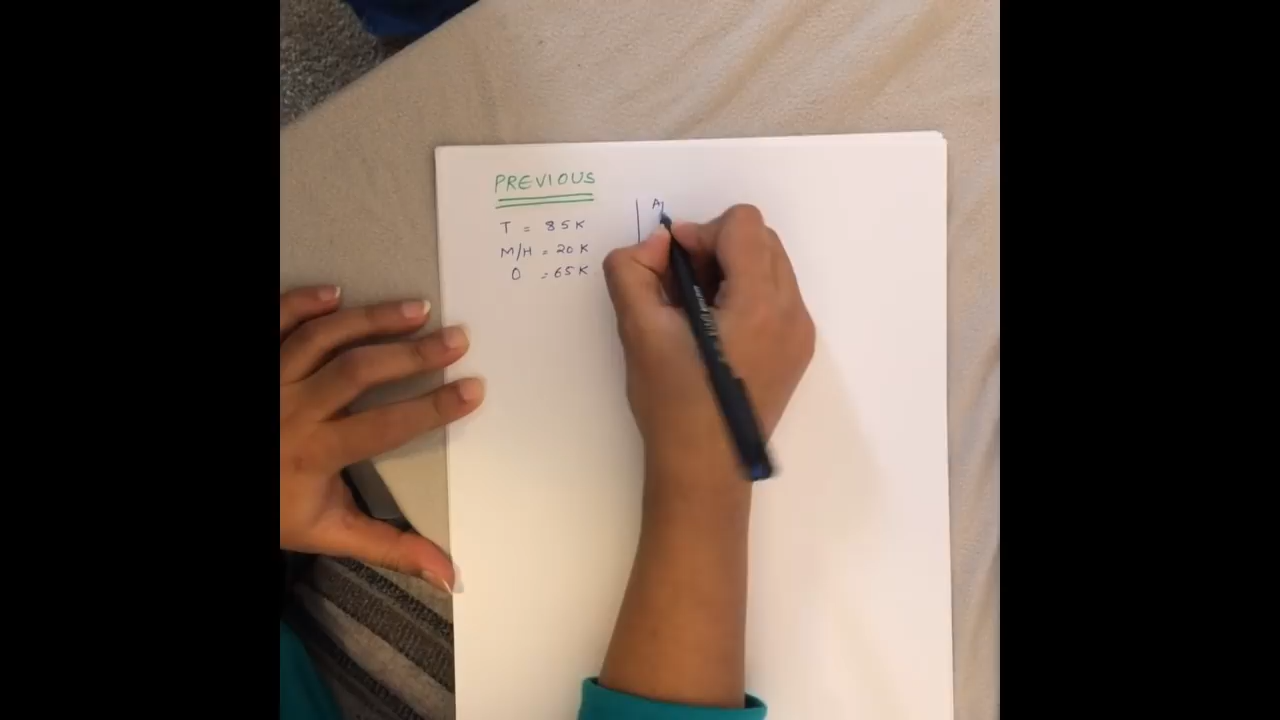 PREVIOUS
T = 85K
M/H = 20K
O = 65K
A